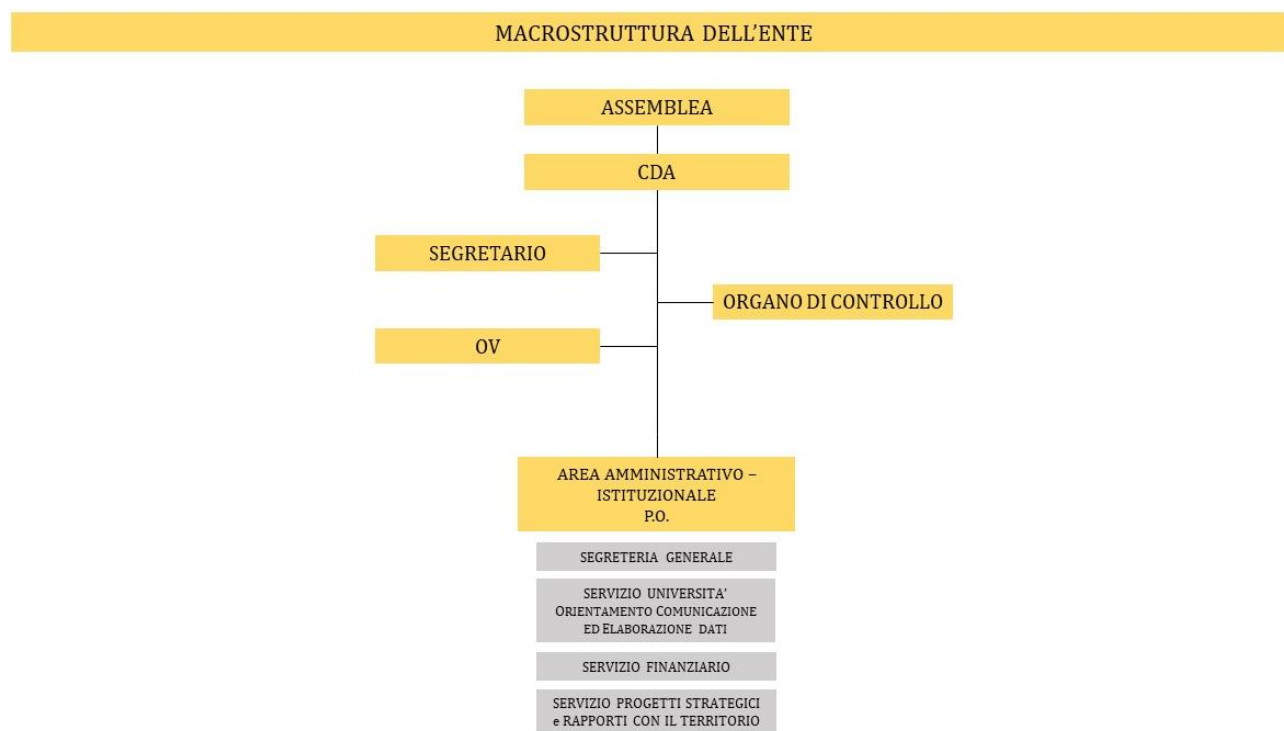 MACROSTRUTTURA DELL'ENTE
ASSEMBLEA
CDA
SEGRETARIO
ORGANO DI CONTROLLO
OV
AREA AMMINISTRATIVO –
ISTITUZIONALE
P.O.
SEGRETERIA GENERALE
SERVIZIO UNIVERSITA'
ORIENTAMENTO COMUNICAZIONE
ED ELABORAZIONE DATI
SERVIZIO FINANZIARIO
SERVIZIO PROGETTI STRATEGICI
e RAPPORTI CON IL TERRITORIO